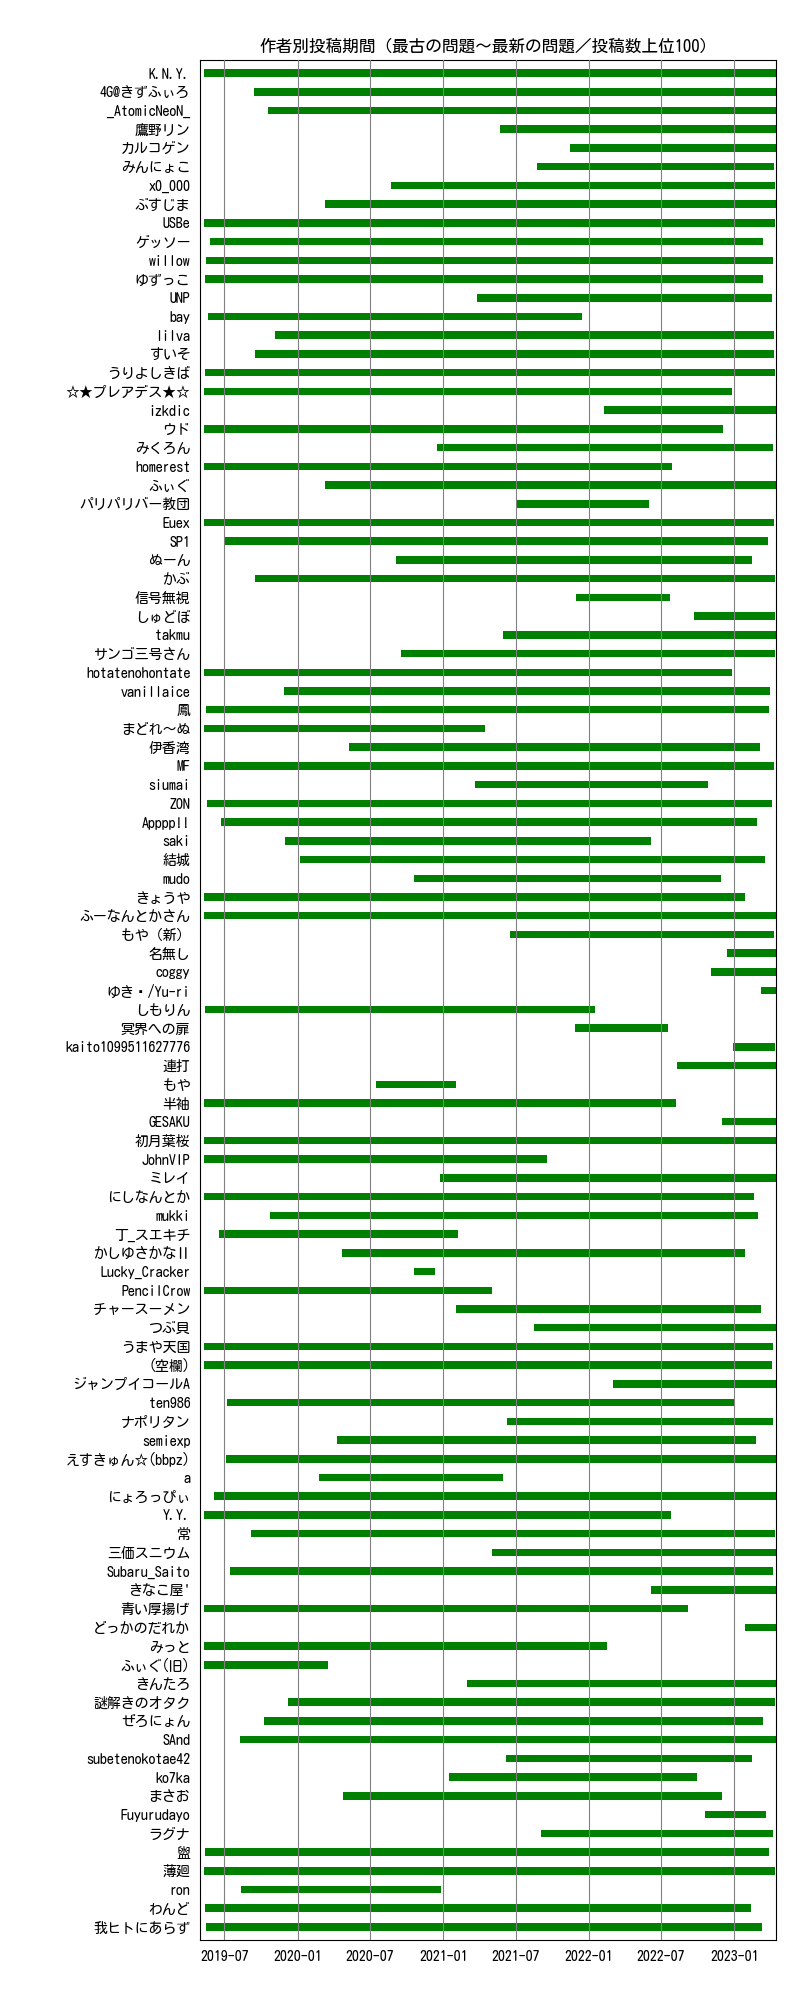 作者別投稿期間（最古の問題～最新の問題／投稿数上位100）
K.N.Y.
4G@きずふぃろ
_AtomicNeoN_
鷹野リン
カルコゲン
みんにょこ
x0_000
ぶすじま
USBe
ゲッソー
willow
ゆずっこ
UNP
bay
lilva
すいそ
うりよしきば
☆★プレアデス★☆
izkdic
ウド
みくろん
homerest
ふぃぐ
パリパリバー教団
Euex
SP1
ぬーん
かぶ
信号無視
しゅどぼ
takmu
サンゴ三号さん
hotatenohontate
vanillaice
鳳
まどれ～ぬ
伊香湾
MF
siumai
ZON
AppppII
saki
結城
mudo
きょうや
ふーなんとかさん
もや（新）
名無し
coggy
ゆき・/Yu-ri
しもりん
冥界への扉
kaito1099511627776
連打
もや
半袖
GESAKU
初月葉桜
JohnVIP
ミレイ
にしなんとか
mukki
丁_スエキチ
かしゆさかなII
Lucky_Cracker
PencilCrow
チャースーメン
つぶ貝
うまや天国
(空欄)
ジャンプイコールA
ten986
ナポリタン
semiexp
えすきゅん☆(bbpz)
a
にょろっぴぃ
Y.Y.
常
三価スニウム
Subaru_Saito
きなこ屋'
青い厚揚げ
どっかのだれか
みっと
ふぃぐ(旧)
きんたろ
謎解きのオタク
ぜろにょん
SAnd
subetenokotae42
ko7ka
まさお
Fuyurudayo
ラグナ
盥
薄廻
ron
わんど
我ヒトにあらず
2019-07 2020-01 2020-07 2021-01 2021-07 2022-01 2022-07 2023-01